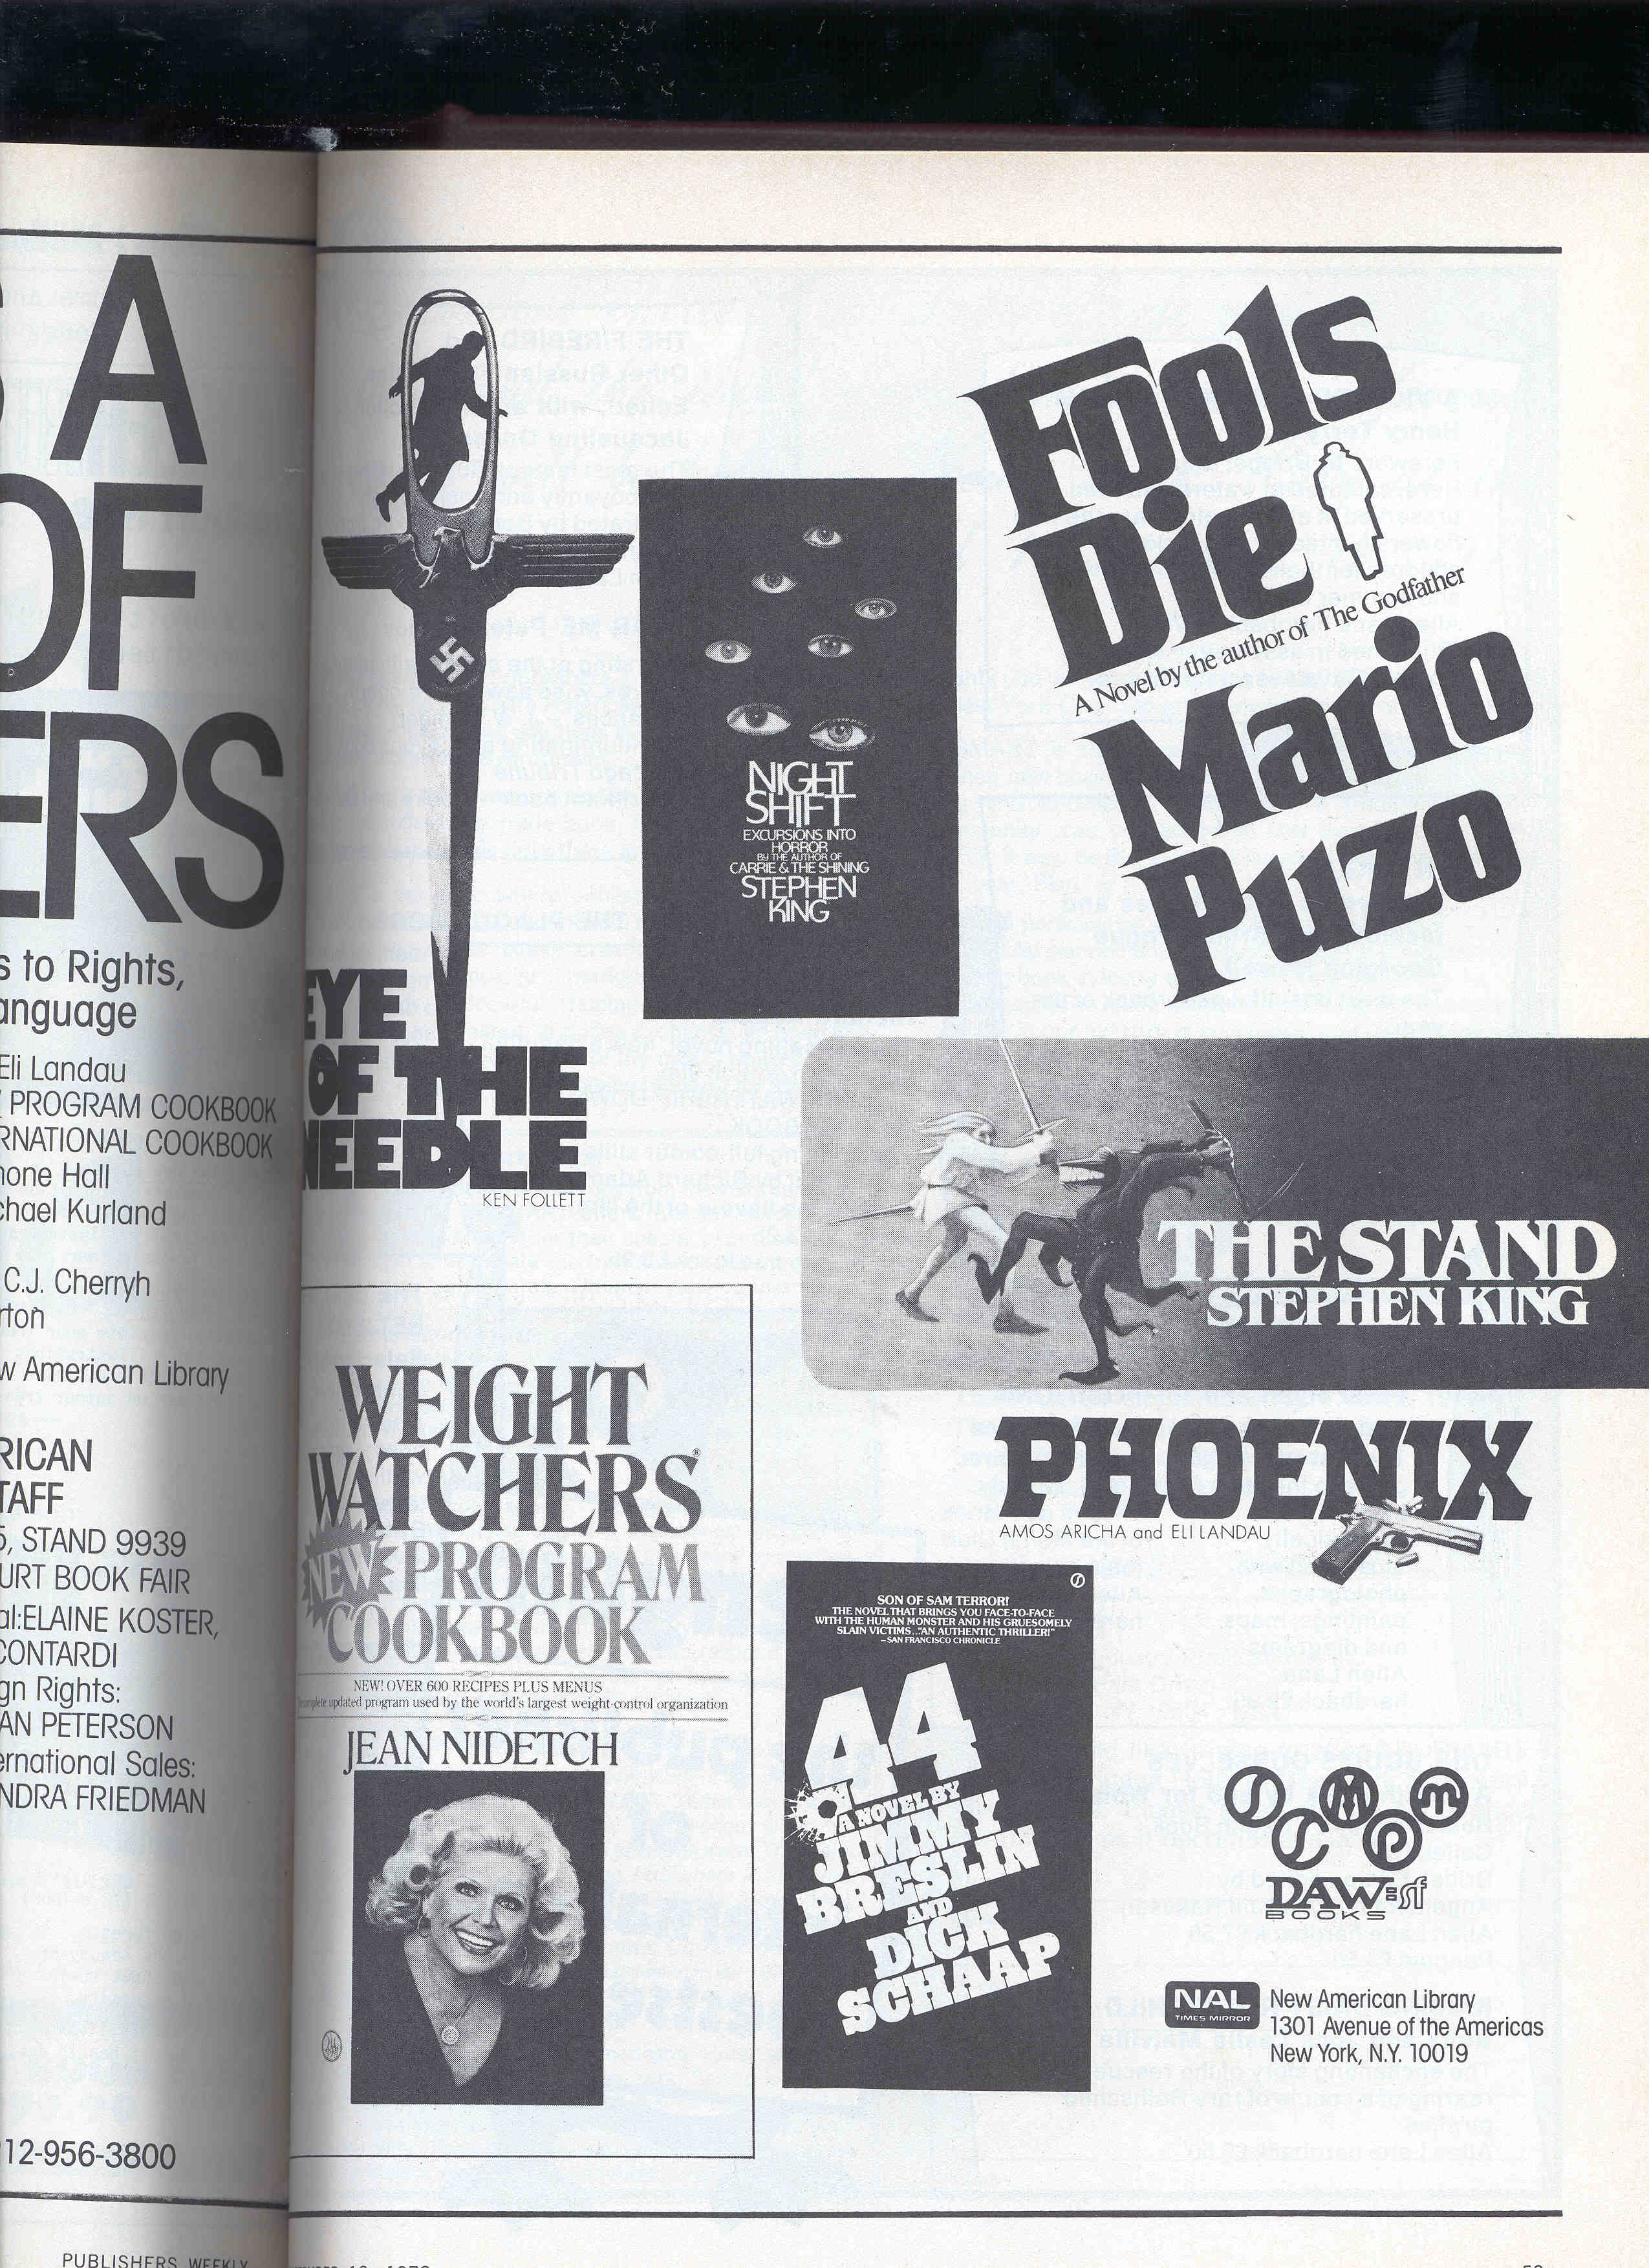 A
OF
ERS
s to Rights,
anguage
Eli Landau
PROGRAM COOKBOOK
RNATIONAL COOKBOOK
none Hall
chael Kurland
C.J. Cherryh
rton
w American Library
RICAN
TAFF
5, STAND 9939
URT BOOK FAIR
al:ELAINE KOSTER,
CONTARDI
gn Rights:
AN PETERSON
ernational Sales:
NDRA FRIEDMAN
12-956-3800
PUBLISHERS WEEKLY
EYE
OF THE
NEEDLE
KEN FOLLETT
NIGHT
SHIFT
EXCURSIONS INTO
HORROR
BY THE AUTHOR OF
CARRIE & THE SHINING
STEPHEN
KING
Fools
Die
A Novel by the author of The Godfather
Mario
Puzo
THE STAND
STEPHEN KING
WEIGHT
WATCHERS®
NEW PROGRAM
COOKBOOK
NEW! OVER 600 RECIPES PLUS MENUS
complete updated program used by the world's largest weight-control organization
JEAN NIDETCH
PHOENIX
AMOS ARICHA and ELI LANDAU
SON OF SAM TERROR!
THE NOVEL THAT BRINGS YOU FACE-TO-FACE
WITH THE HUMAN MONSTER AND HIS GRUESOMELY
SLAIN VICTIMS..."AN AUTHENTIC THRILLER!"
—SAN FRANCISCO CHRONICLE
44
A NOVEL BY
JIMMY
BRESLIN
AND
DICK
SCHAAP
DAW=sf
BOOKS
NAL
TIMES MIRROR
New American Library
1301 Avenue of the Americas
New York, N.Y. 10019